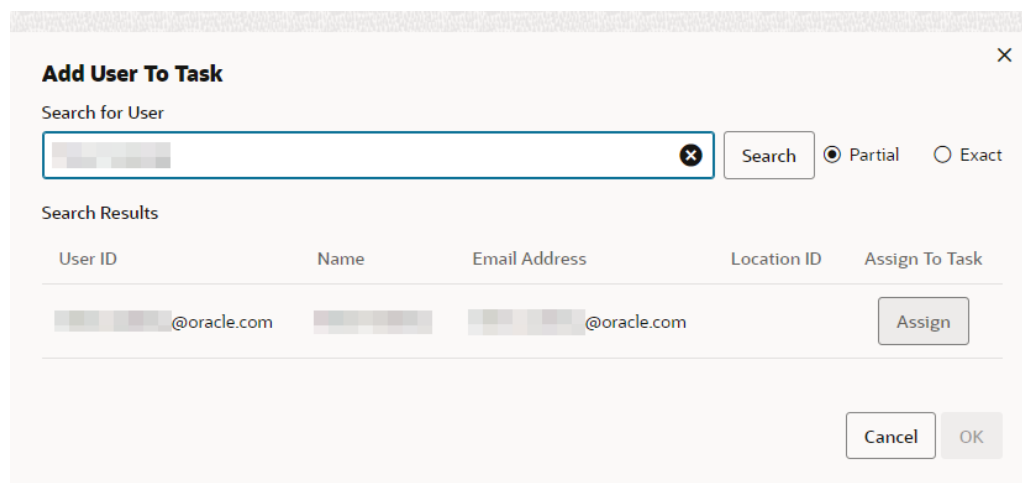 Add User To Task
Search for User
Search Partial Exact
Search Results
User ID Name Email Address Location ID Assign To Task
@oracle.com @oracle.com Assign
Cancel OK